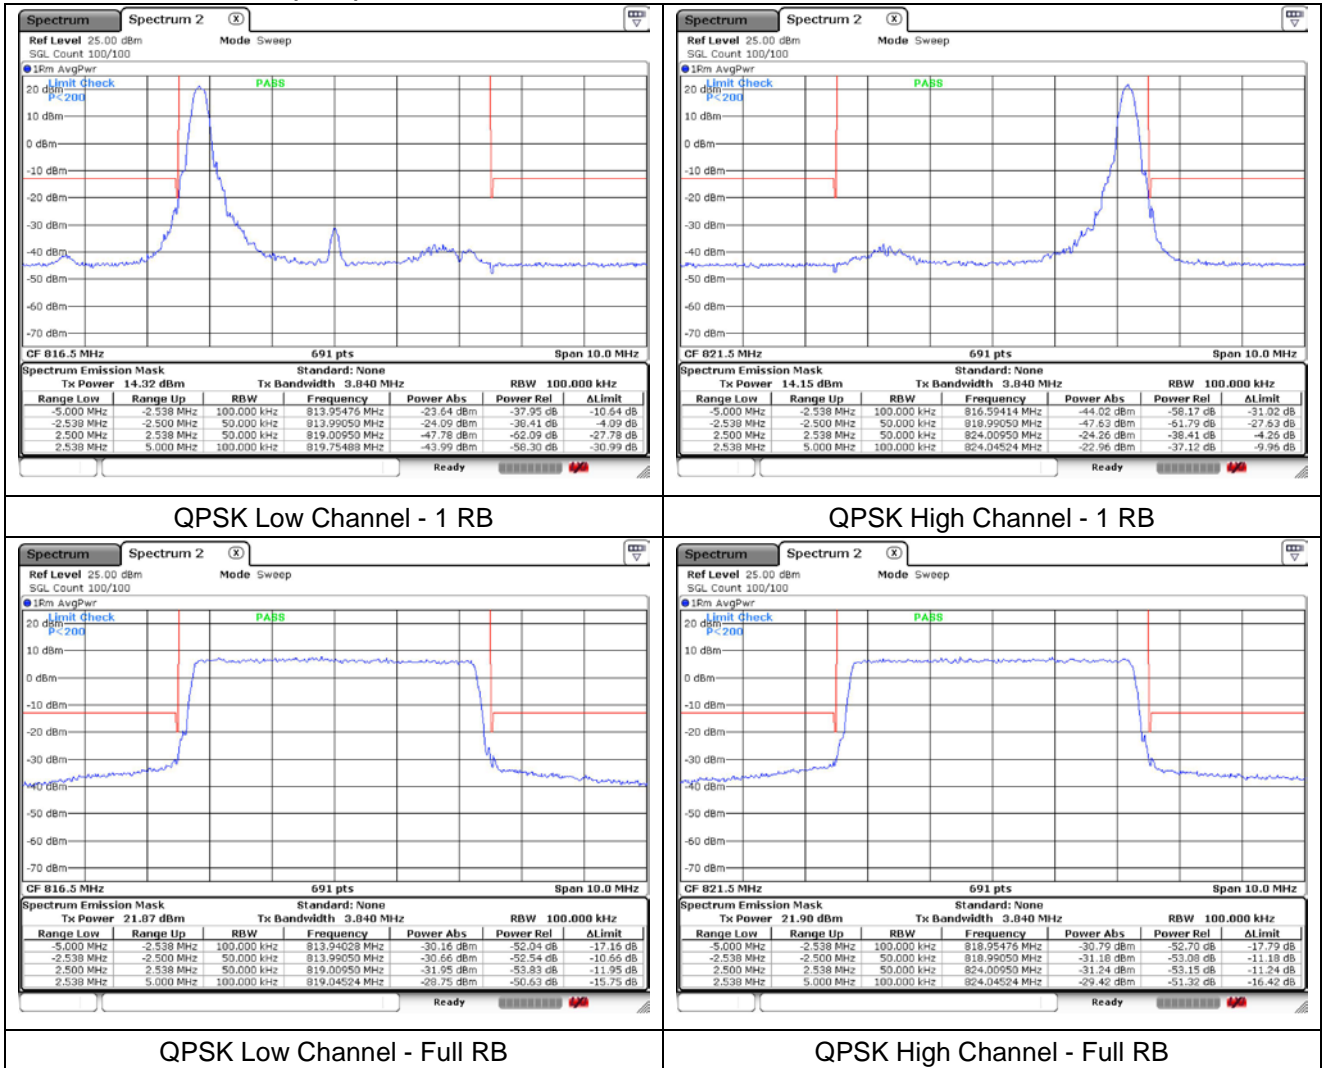 Spectrum Spectrum 2 X
Ref Level 25.00 dBm Mode Sweep
SGL Count 100/100
1Rm AvgPwr
Limit Check PASS
20 dBm
P<200
10 dBm
0 dBm
-10 dBm
-20 dBm
-30 dBm
-40 dBm
-50 dBm
-60 dBm
-70 dBm
CF 816.5 MHz 691 pts Span 10.0 MHz
Spectrum Emission Mask Standard: None
Tx Power 14.32 dBm Tx Bandwidth 3.840 MHz RBW 100.000 kHz
Range Low Range Up RBW Frequency Power Abs Power Rel ΔLimit
-5.000 MHz -2.538 MHz 100.000 kHz 813.95476 MHz -23.64 dBm -37.95 dB -10.64 dB
-2.538 MHz -2.500 MHz 50.000 kHz 813.99050 MHz -24.09 dBm -38.41 dB -4.09 dB
2.500 MHz 2.538 MHz 50.000 kHz 819.00950 MHz -47.78 dBm -62.09 dB -27.78 dB
2.538 MHz 5.000 MHz 100.000 kHz 819.75488 MHz -43.99 dBm -58.30 dB -30.99 dB
Ready
QPSK Low Channel - 1 RB
Spectrum Spectrum 2 X
Ref Level 25.00 dBm Mode Sweep
SGL Count 100/100
1Rm AvgPwr
Limit Check PASS
20 dBm
P<200
10 dBm
0 dBm
-10 dBm
-20 dBm
-30 dBm
-40 dBm
-50 dBm
-60 dBm
-70 dBm
CF 821.5 MHz 691 pts Span 10.0 MHz
Spectrum Emission Mask Standard: None
Tx Power 14.15 dBm Tx Bandwidth 3.840 MHz RBW 100.000 kHz
Range Low Range Up RBW Frequency Power Abs Power Rel ΔLimit
-5.000 MHz -2.538 MHz 100.000 kHz 816.59414 MHz -44.02 dBm -58.17 dB -31.02 dB
-2.538 MHz -2.500 MHz 50.000 kHz 818.99050 MHz -47.63 dBm -61.79 dB -27.63 dB
2.500 MHz 2.538 MHz 50.000 kHz 824.00950 MHz -24.26 dBm -38.41 dB -4.26 dB
2.538 MHz 5.000 MHz 100.000 kHz 824.04524 MHz -22.96 dBm -37.12 dB -9.96 dB
Ready
QPSK High Channel - 1 RB
Spectrum Spectrum 2 X
Ref Level 25.00 dBm Mode Sweep
SGL Count 100/100
1Rm AvgPwr
Limit Check PASS
20 dBm
P<200
10 dBm
0 dBm
-10 dBm
-20 dBm
-30 dBm
-40 dBm
-50 dBm
-60 dBm
-70 dBm
CF 816.5 MHz 691 pts Span 10.0 MHz
Spectrum Emission Mask Standard: None
Tx Power 21.87 dBm Tx Bandwidth 3.840 MHz RBW 100.000 kHz
Range Low Range Up RBW Frequency Power Abs Power Rel ΔLimit
-5.000 MHz -2.538 MHz 100.000 kHz 813.94028 MHz -30.16 dBm -52.04 dB -17.16 dB
-2.538 MHz -2.500 MHz 50.000 kHz 813.99050 MHz -30.66 dBm -52.54 dB -10.66 dB
2.500 MHz 2.538 MHz 50.000 kHz 819.00950 MHz -31.95 dBm -53.83 dB -11.95 dB
2.538 MHz 5.000 MHz 100.000 kHz 819.04524 MHz -28.75 dBm -50.63 dB -15.75 dB
Ready
QPSK Low Channel - Full RB
Spectrum Spectrum 2 X
Ref Level 25.00 dBm Mode Sweep
SGL Count 100/100
1Rm AvgPwr
Limit Check PASS
20 dBm
P<200
10 dBm
0 dBm
-10 dBm
-20 dBm
-30 dBm
-40 dBm
-50 dBm
-60 dBm
-70 dBm
CF 821.5 MHz 691 pts Span 10.0 MHz
Spectrum Emission Mask Standard: None
Tx Power 21.90 dBm Tx Bandwidth 3.840 MHz RBW 100.000 kHz
Range Low Range Up RBW Frequency Power Abs Power Rel ΔLimit
-5.000 MHz -2.538 MHz 100.000 kHz 818.95476 MHz -30.79 dBm -52.70 dB -17.79 dB
-2.538 MHz -2.500 MHz 50.000 kHz 818.99050 MHz -31.18 dBm -53.08 dB -11.18 dB
2.500 MHz 2.538 MHz 50.000 kHz 824.00950 MHz -31.24 dBm -53.15 dB -11.24 dB
2.538 MHz 5.000 MHz 100.000 kHz 824.04524 MHz -29.42 dBm -51.32 dB -16.42 dB
Ready
QPSK High Channel - Full RB